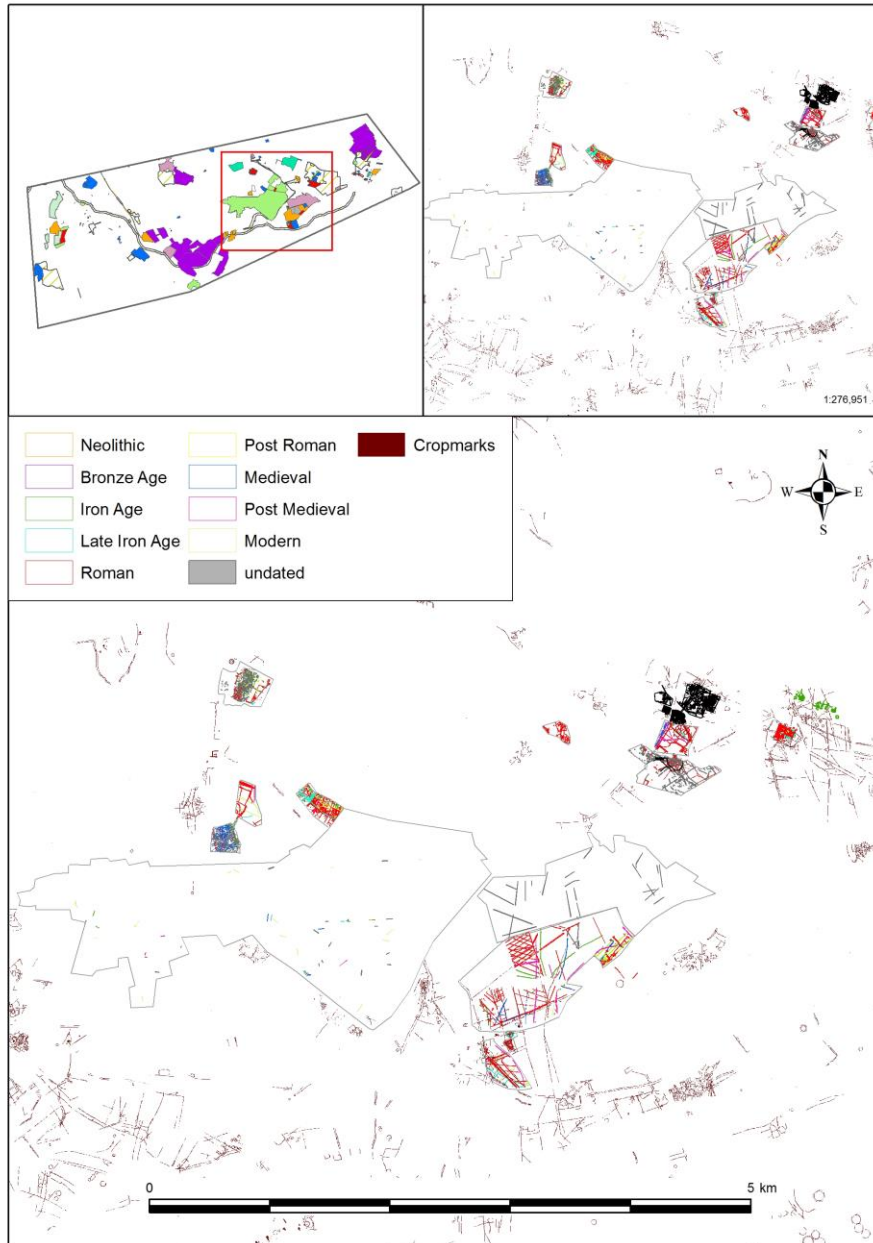 1:276,951
Neolithic
Bronze Age
Iron Age
Late Iron Age
Roman
Post Roman
Medieval
Post Medieval
Modern
undated
Cropmarks
N
W E
S
0 5 km